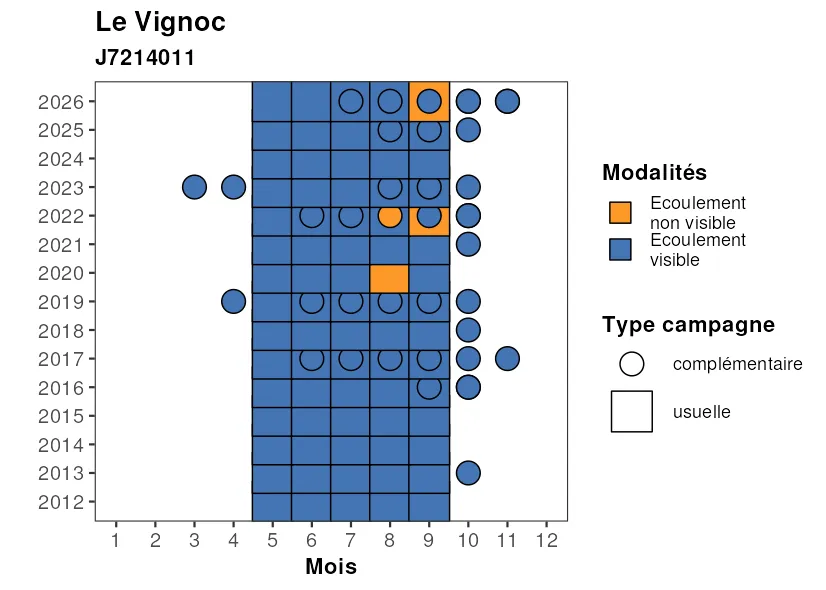 Le Vignoc
J7214011
2026
2025
2024
2023
2022
2021
2020
2019
2018
2017
2016
2015
2014
2013
2012
1 2 3 4 5 6 7 8 9 10 11 12
Mois
Modalités
Ecoulement
non visible
Ecoulement
visible
Type campagne
complémentaire
usuelle